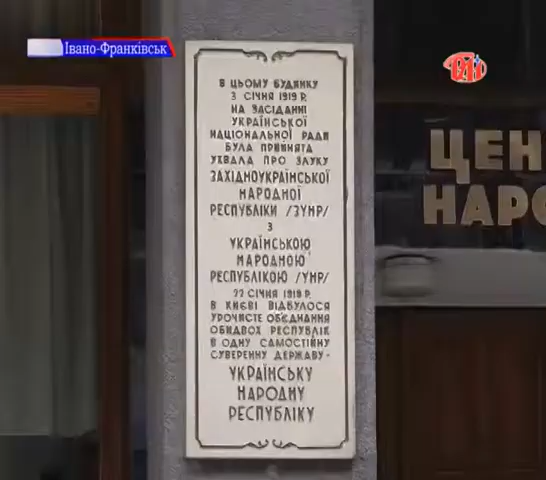 Івано-Франківськ
В ЦЬОМУ БУДИНКУ
3 СІЧНЯ 1919 Р.
НА ЗАСІДАННІ
УКРАЇНСЬКОЇ
НАЦІОНАЛЬНОЇ РАДИ
БУЛА ПРИЙНЯТА
УХВАЛА ПРО ЗЛУКУ
ЗАХІДНОУКРАЇНСЬКОЇ
НАРОДНОЇ
РЕСПУБЛІКИ /ЗУНР/
З
УКРАЇНСЬКОЮ
НАРОДНОЮ
РЕСПУБЛІКОЮ /УНР/
22 СІЧНЯ 1919 Р.
В КИЄВІ ВІДБУЛОСЯ
УРОЧИСТЕ ОБ'ЄДНАННЯ
ОБИДВОХ РЕСПУБЛІК
В ОДНУ САМОСТІЙНУ
СУВЕРЕННУ ДЕРЖАВУ-
УКРАЇНСЬКУ
НАРОДНУ
РЕСПУБЛІКУ
ЦЕН
НАРО